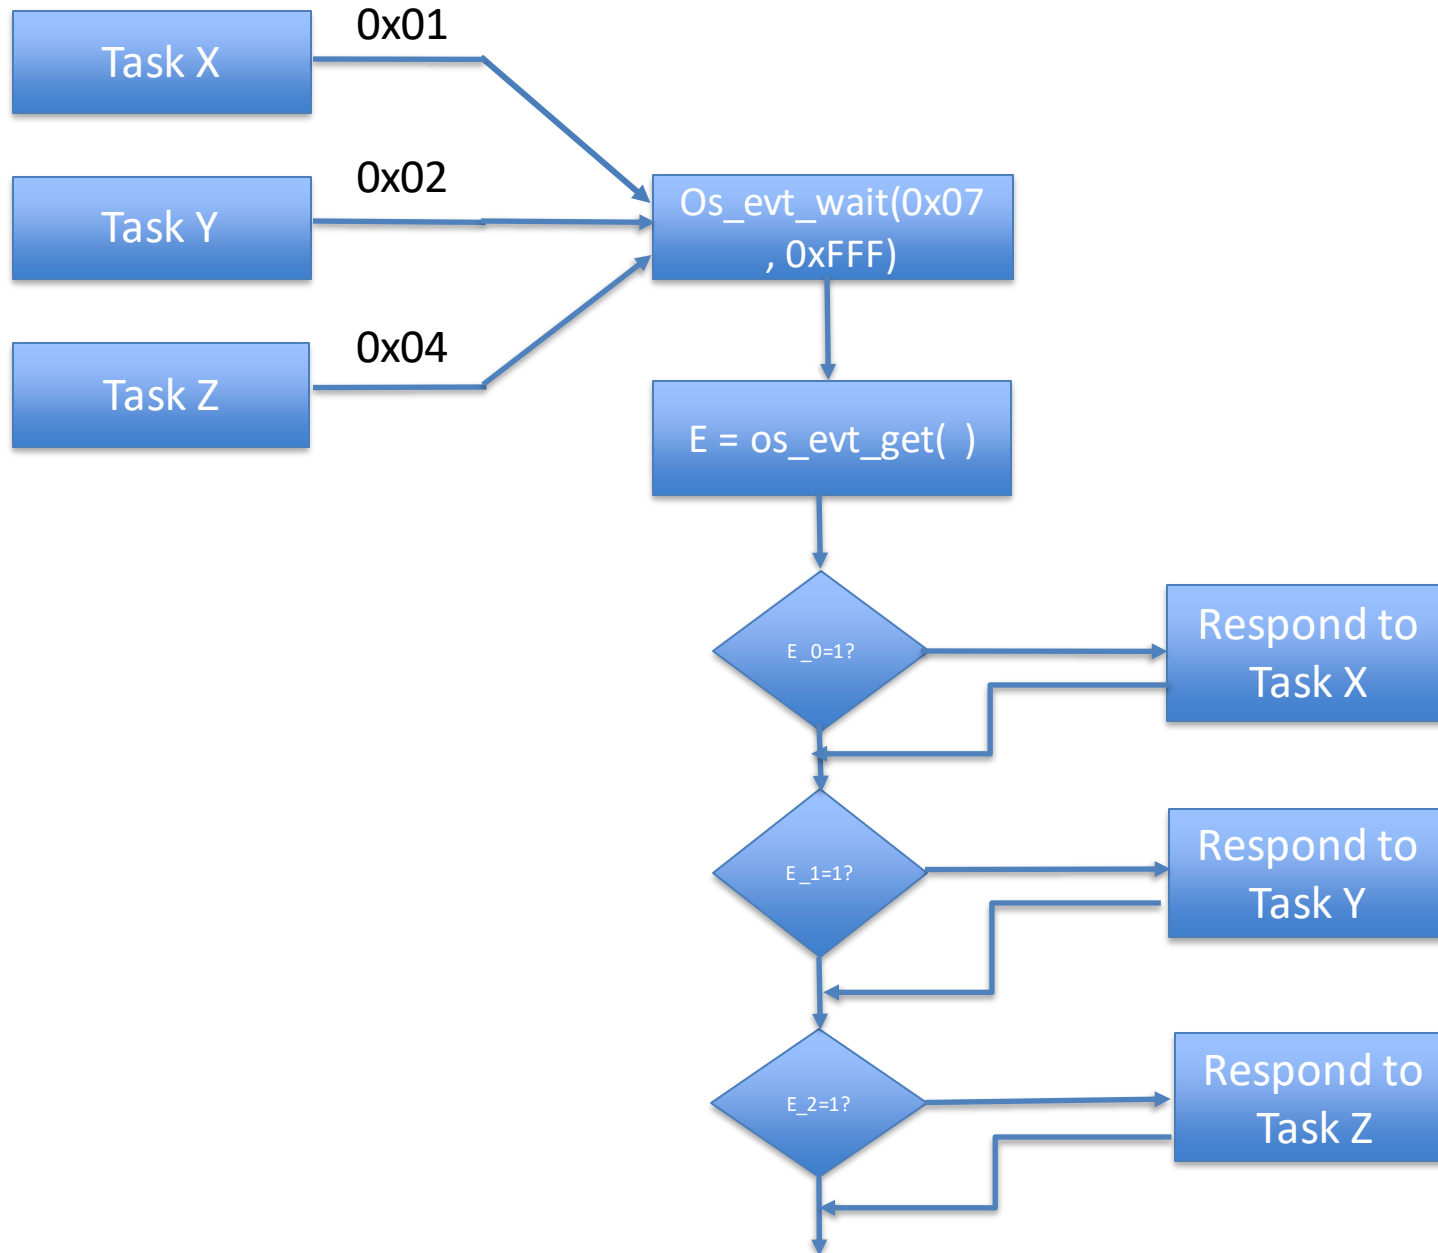 0x01
Task X
0x02
Task Y
Os_evt_wait(0x07
, 0xFFF)
0x04
Task Z
E = os_evt_get( )
E_0=1?
Respond to
Task X
E_1=1?
Respond to
Task Y
E_2=1?
Respond to
Task Z